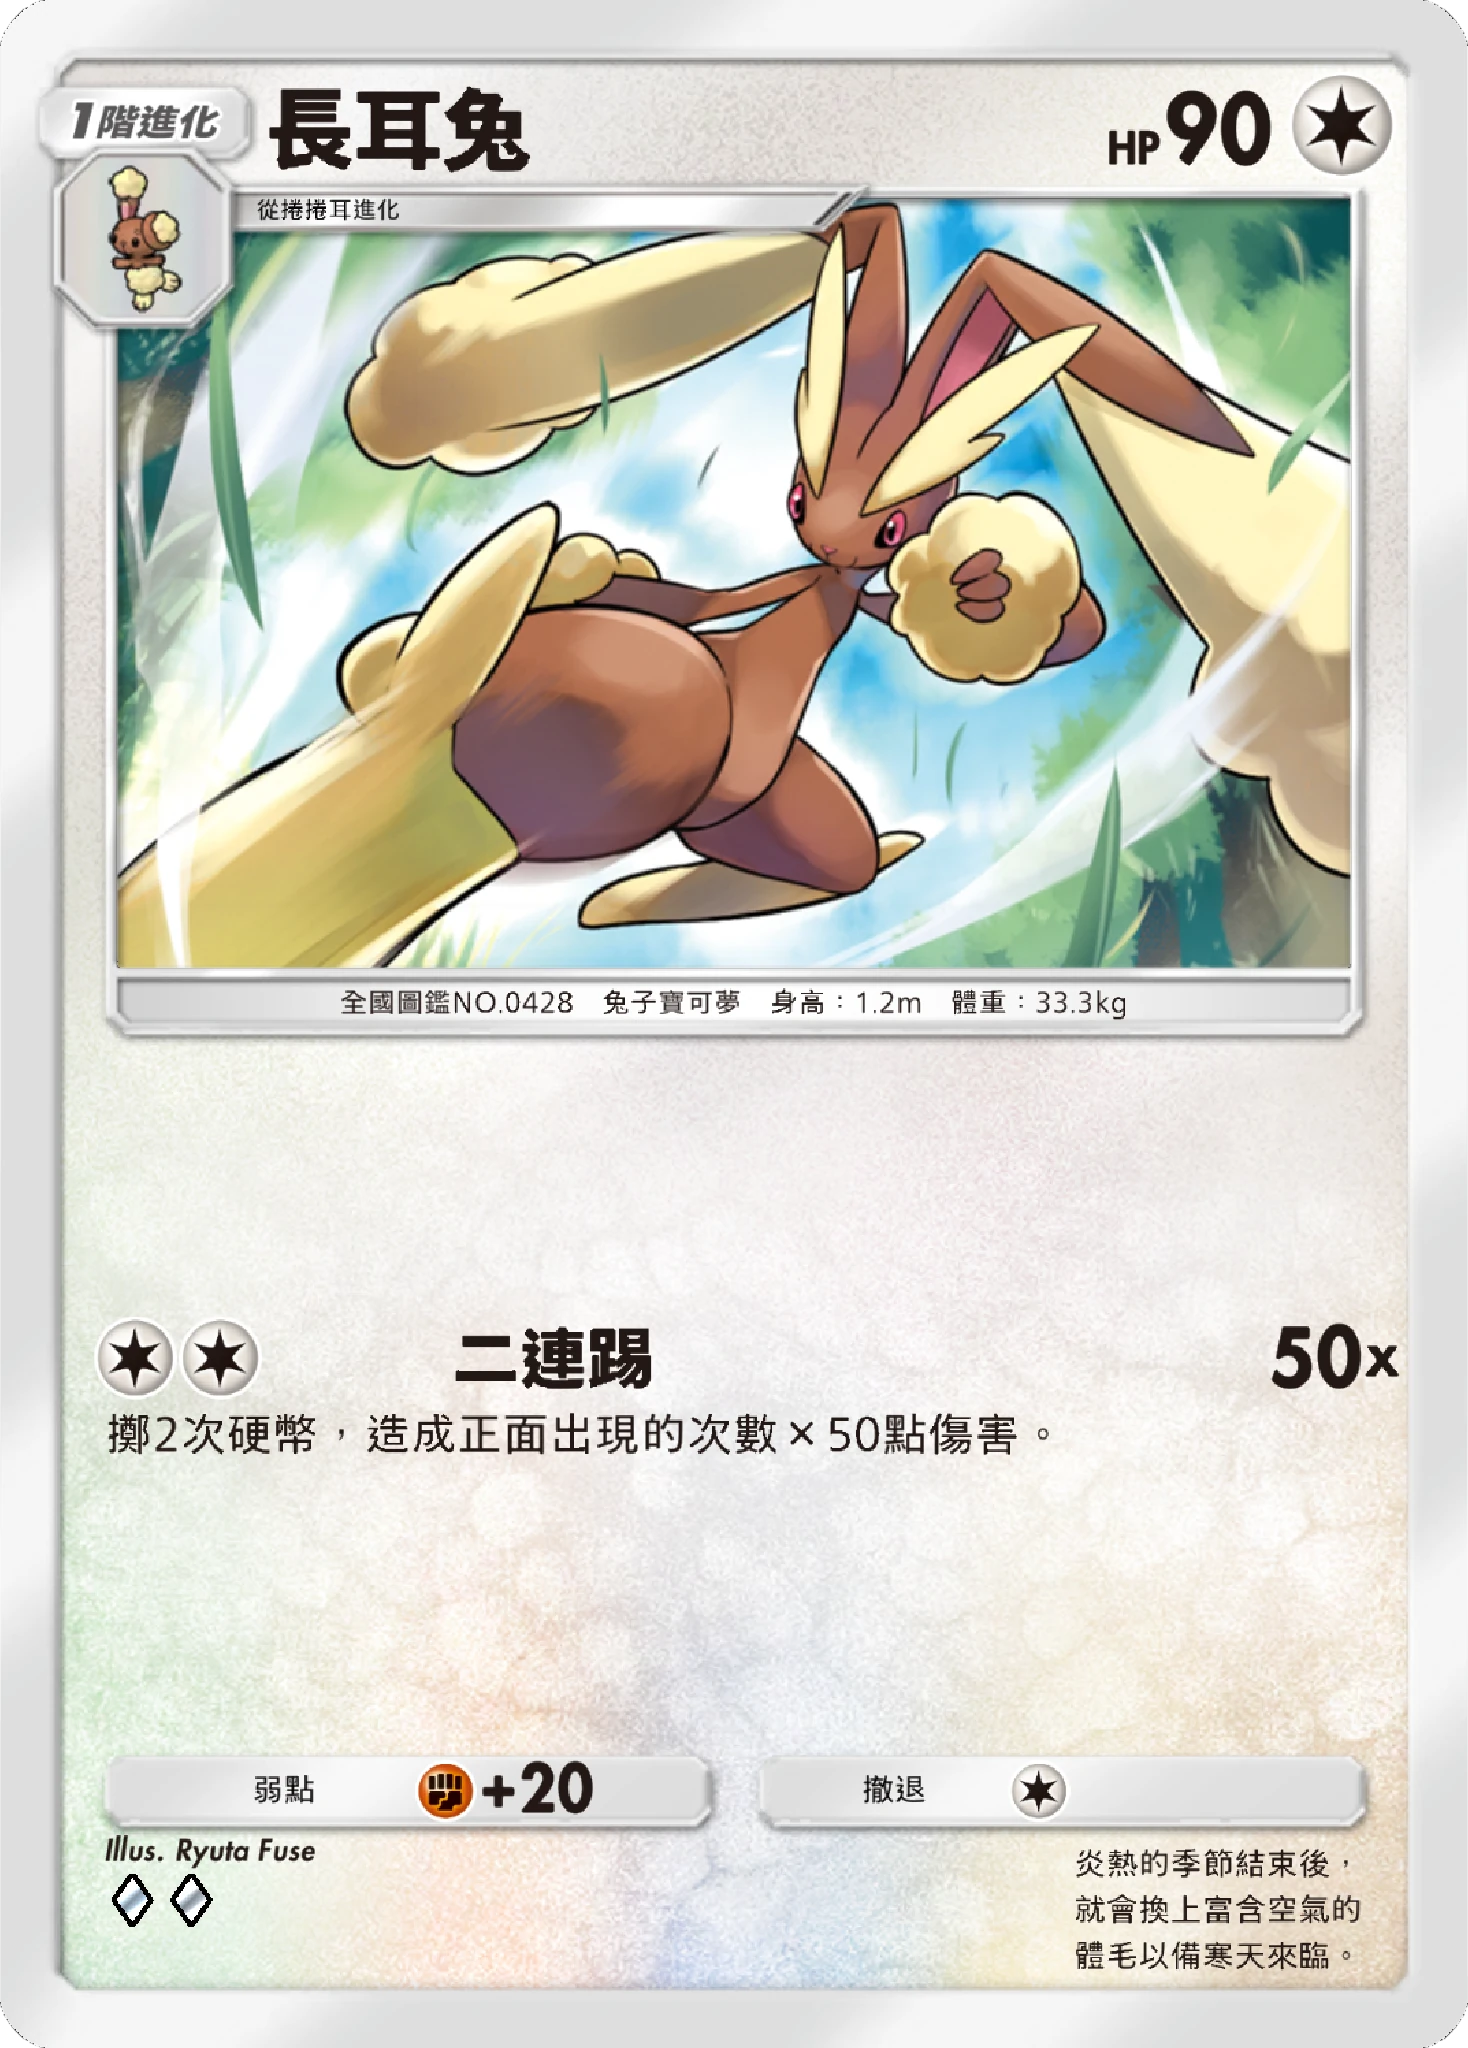 1階進化
長耳兔
HP 90
從捲捲耳進化
全國圖鑑NO.0428 兔子寶可夢 身高：1.2m 體重：33.3kg
二連踢 50x
擲2次硬幣，造成正面出現的次數×50點傷害。
弱點 +20 撤退
Illus. Ryuta Fuse
炎熱的季節結束後，
就會換上富含空氣的
體毛以備寒天來臨。